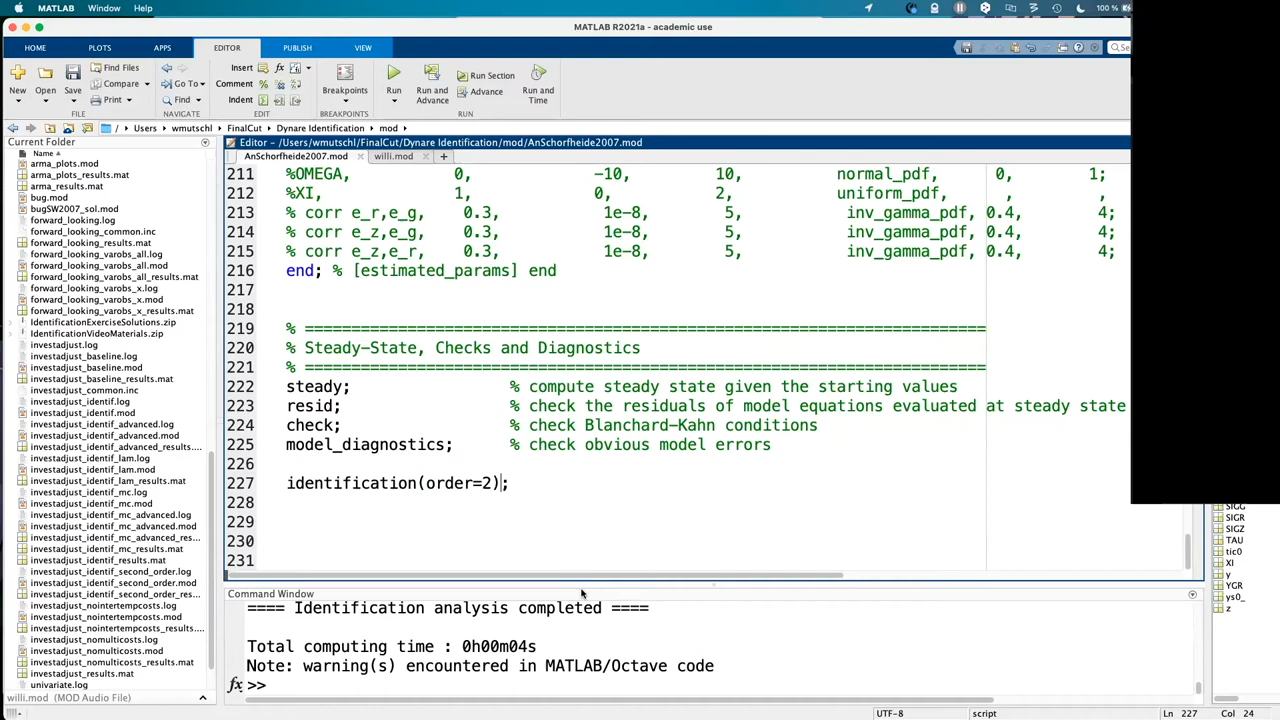 MATLAB Window Help 100 %
MATLAB R2021a - academic use
HOME PLOTS APPS EDITOR PUBLISH VIEW
New Open Save Find Files Compare Print Go To Find Insert Comment Indent Breakpoints Run Run and Advance Run Section Advance Run and Time
FILE NAVIGATE EDIT BREAKPOINTS RUN
/ Users wmutschl FinalCut Dynare Identification mod
Current Folder
Name
arma_plots.mod
arma_plots_results.mat
arma_results.mat
bug.mod
bugSW2007_sol.mod
forward_looking.log
forward_looking_common.inc
forward_looking_results.mat
forward_looking_varobs_all.log
forward_looking_varobs_all.mod
forward_looking_varobs_all_results.mat
forward_looking_varobs_x.log
forward_looking_varobs_x.mod
forward_looking_varobs_x_results.mat
IdentificationExerciseSolutions.zip
IdentificationVideoMaterials.zip
investadjust.log
investadjust_baseline.log
investadjust_baseline.mod
investadjust_baseline_results.mat
investadjust_common.inc
investadjust_identif.log
investadjust_identif.mod
investadjust_identif_advanced.log
investadjust_identif_advanced.mod
investadjust_identif_advanced_results....
investadjust_identif_lam.log
investadjust_identif_lam.mod
investadjust_identif_lam_results.mat
investadjust_identif_mc.log
investadjust_identif_mc.mod
investadjust_identif_mc_advanced.log
investadjust_identif_mc_advanced.mod
investadjust_identif_mc_advanced_res...
investadjust_identif_mc_results.mat
investadjust_identif_results.mat
investadjust_identif_second_order.log
investadjust_identif_second_order.mod
investadjust_identif_second_order_res...
investadjust_nointertempcosts.log
investadjust_nointertempcosts.mod
investadjust_nointertempcosts_results....
investadjust_nomulticosts.log
investadjust_nomulticosts.mod
investadjust_nomulticosts_results.mat
investadjust_results.mat
univariate.log
willi.mod (MOD Audio File)
Editor - /Users/wmutschl/FinalCut/Dynare Identification/mod/AnSchorfheide2007.mod
AnSchorfheide2007.mod willi.mod
211 %OMEGA, 0, -10, 10, normal_pdf, 0, 1;
212 %XI, 1, 0, 2, uniform_pdf, , ,
213 % corr e_r,e_g, 0.3, 1e-8, 5, inv_gamma_pdf, 0.4, 4;
214 % corr e_z,e_g, 0.3, 1e-8, 5, inv_gamma_pdf, 0.4, 4;
215 % corr e_z,e_r, 0.3, 1e-8, 5, inv_gamma_pdf, 0.4, 4;
216 end; % [estimated_params] end
217
218
219 % =========================================================================
220 % Steady-State, Checks and Diagnostics
221 % =========================================================================
222 steady; % compute steady state given the starting values
223 resid; % check the residuals of model equations evaluated at steady state
224 check; % check Blanchard-Kahn conditions
225 model_diagnostics; % check obvious model errors
226
227 identification(order=2);
228
229
230
231
Command Window
==== Identification analysis completed ====
Total computing time : 0h00m04s
Note: warning(s) encountered in MATLAB/Octave code
fx >>
SIGR
SIGZ
TAU
tic0
XI
y
YGR
ys0_
z
UTF-8 script Ln 227 Col 24